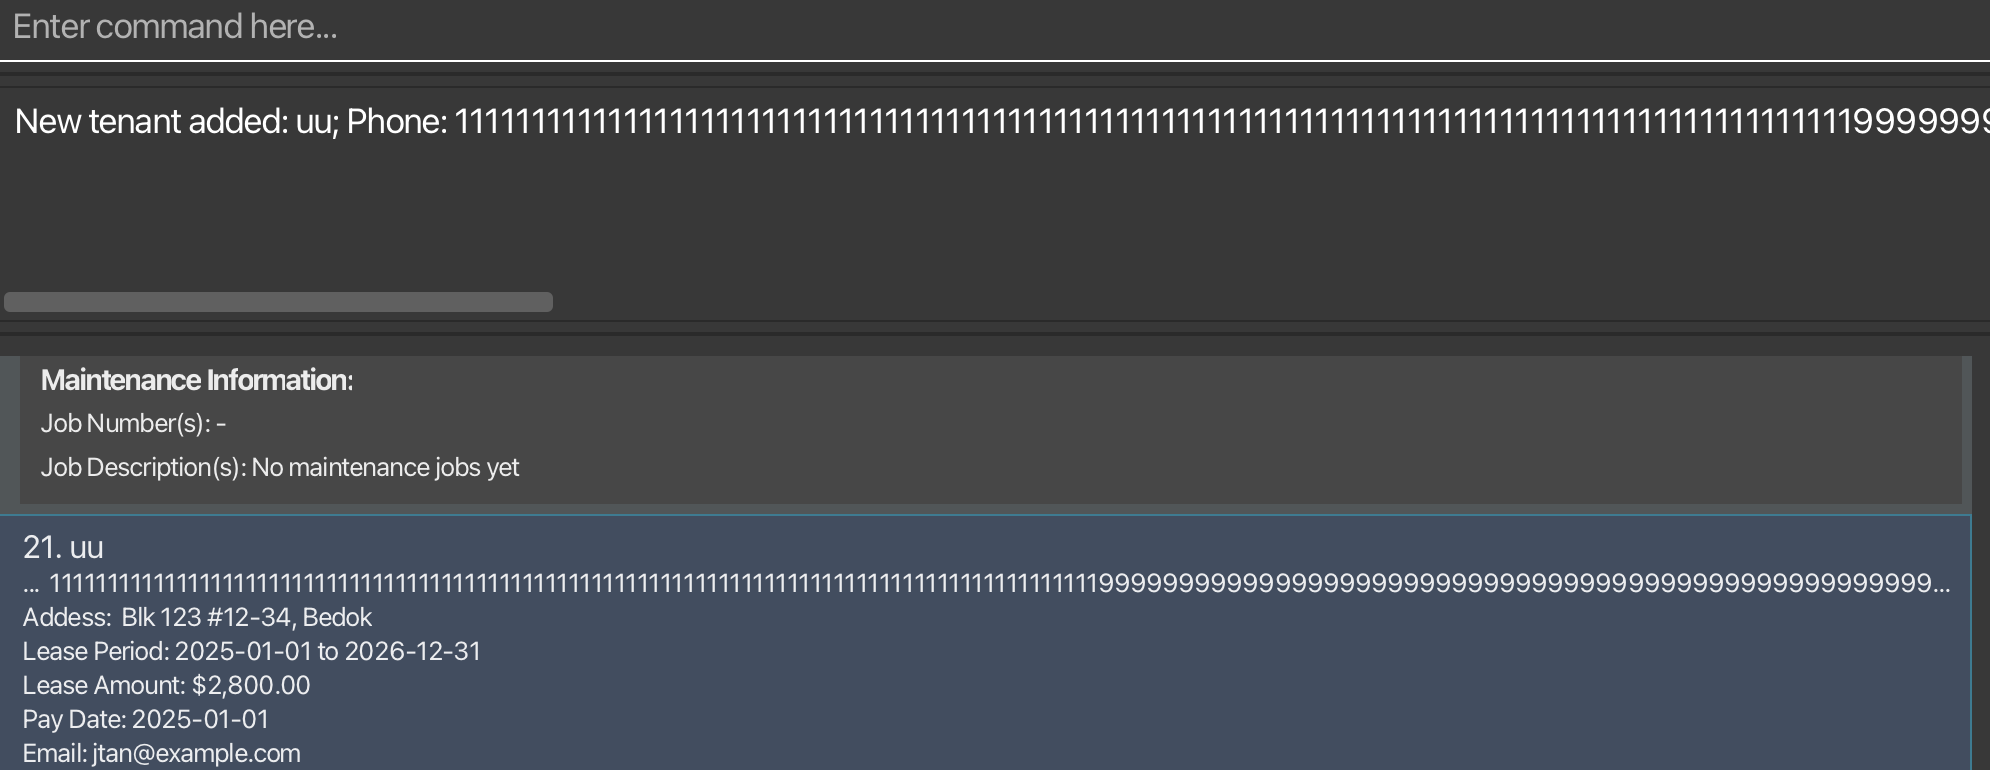 Enter command here...
New tenant added: uu; Phone:
Maintenance Information:
Job Number(s): -
Job Description(s): No maintenance jobs yet
21. uu
Addess: Blk 123 #12-34, Bedok
Lease Period: 2025-01-01 to 2026-12-31
Lease Amount: $2,800.00
Pay Date: 2025-01-01
Email: jtan@example.com